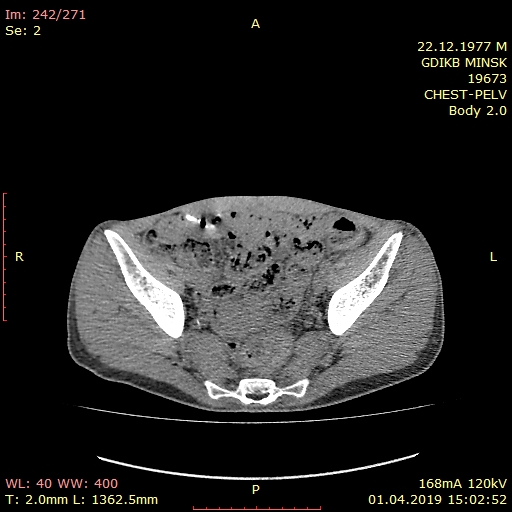 Im: 242/271
Se: 2
A
22.12.1977 M
GDIKB MINSK
19673
CHEST-PELV
Body 2.0
R
L
WL: 40 WW: 400
T: 2.0mm L: 1362.5mm
P
168mA 120kV
01.04.2019 15:02:52